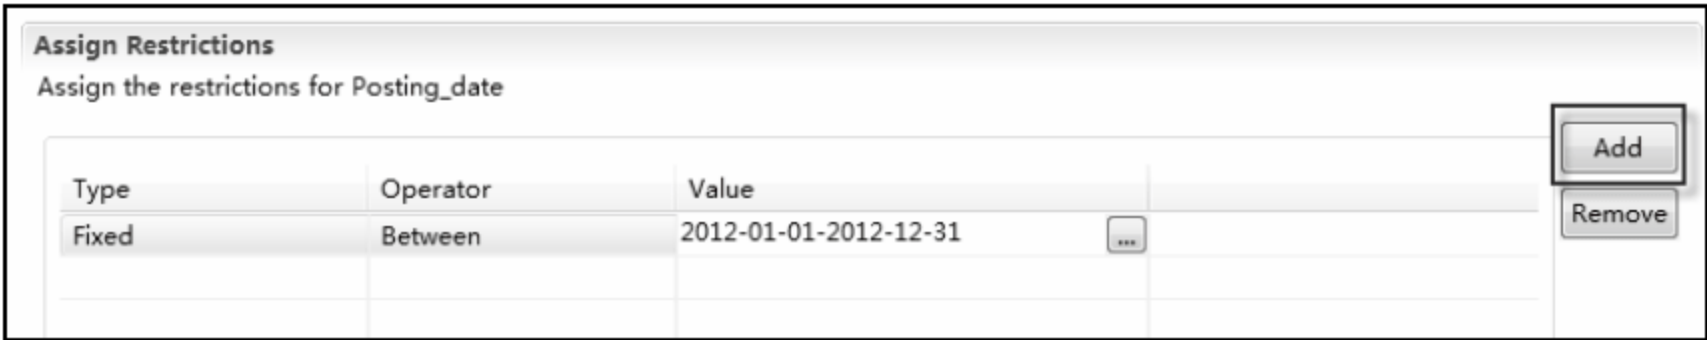 Assign Restrictions
Assign the restrictions for Posting_date
Add
Type Operator Value
Remove
Fixed Between 2012-01-01-2012-12-31 ...